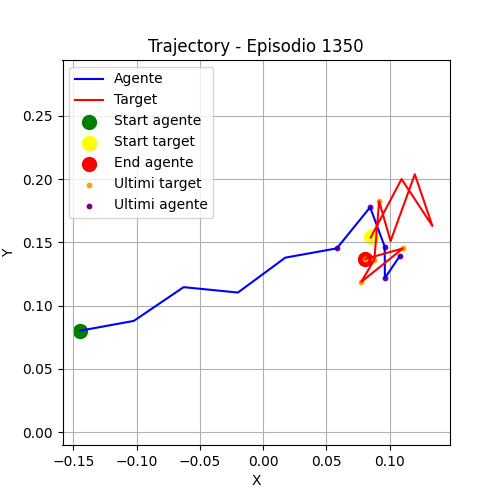 Trajectory - Episodio 1350
Agente
Target
Start agente
Start target
End agente
Ultimi target
Ultimi agente
Y
0.25
0.20
0.15
0.10
0.05
0.00
−0.15 −0.10 −0.05 0.00 0.05 0.10
X